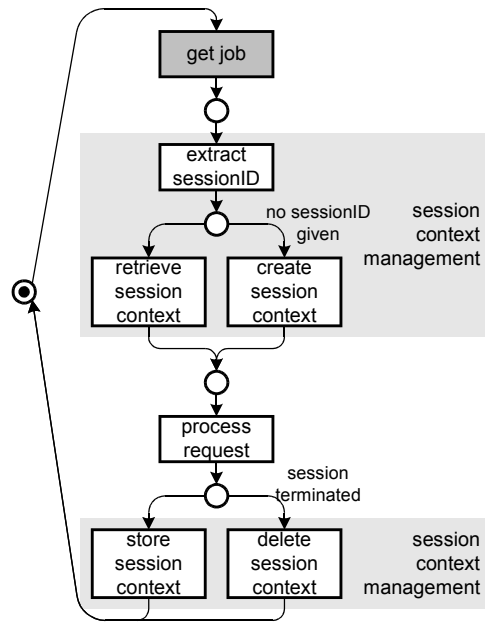 get job
extract
sessionID
no sessionID
given
session
context
management
retrieve
session
context
create
session
context
process
request
session
terminated
store
session
context
delete
session
context
session
context
management